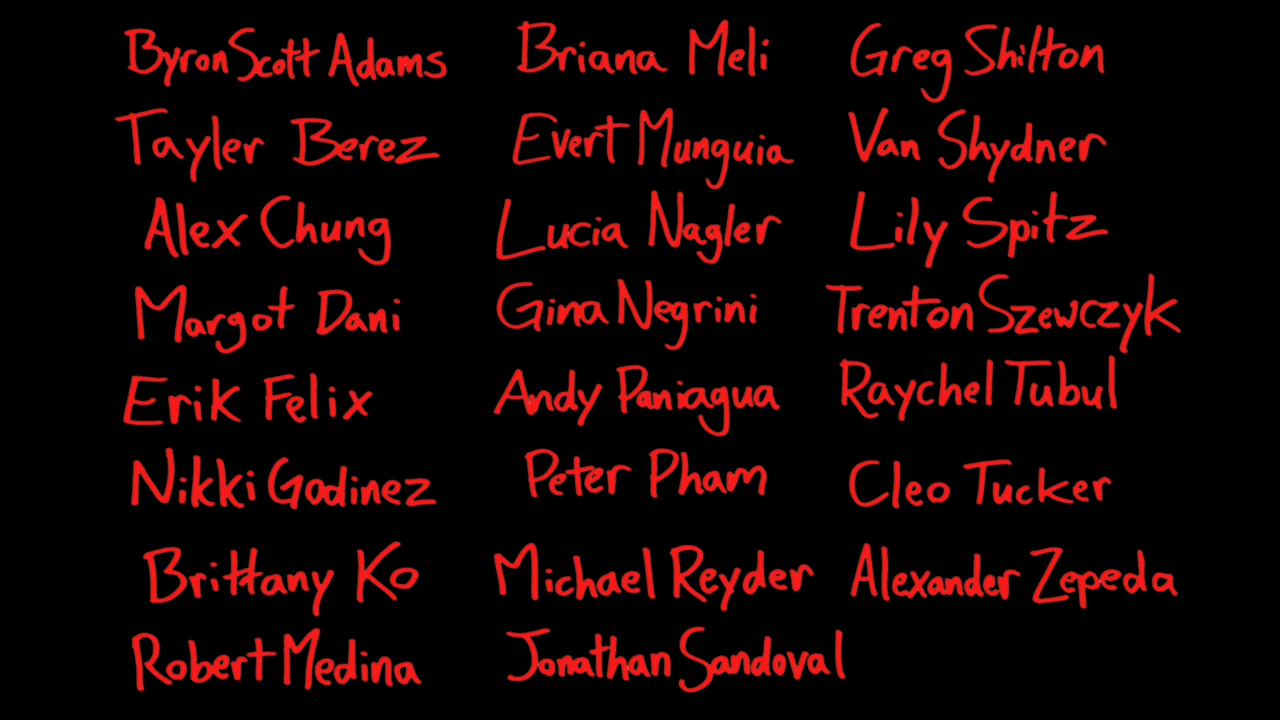 Byron Scott Adams
Tayler Berez
Alex Chung
Margot Dani
Erik Felix
Nikki Godinez
Brittany Ko
Robert Medina
Briana Meli
Evert Munguia
Lucia Nagler
Gina Negrini
Andy Paniagua
Peter Pham
Michael Reyder
Jonathan Sandoval
Greg Shilton
Van Shydner
Lily Spitz
Trenton Szewczyk
Raychel Tubul
Cleo Tucker
Alexander Zepeda